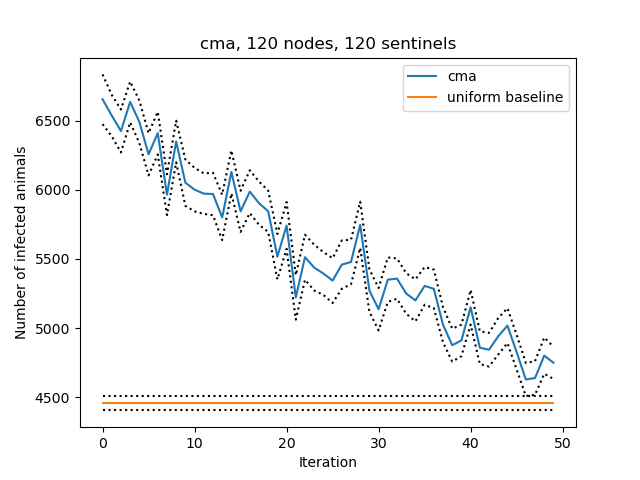 cma, 120 nodes, 120 sentinels
cma
uniform baseline
Number of infected animals
6500
6000
5500
5000
4500
0 10 20 30 40 50
Iteration